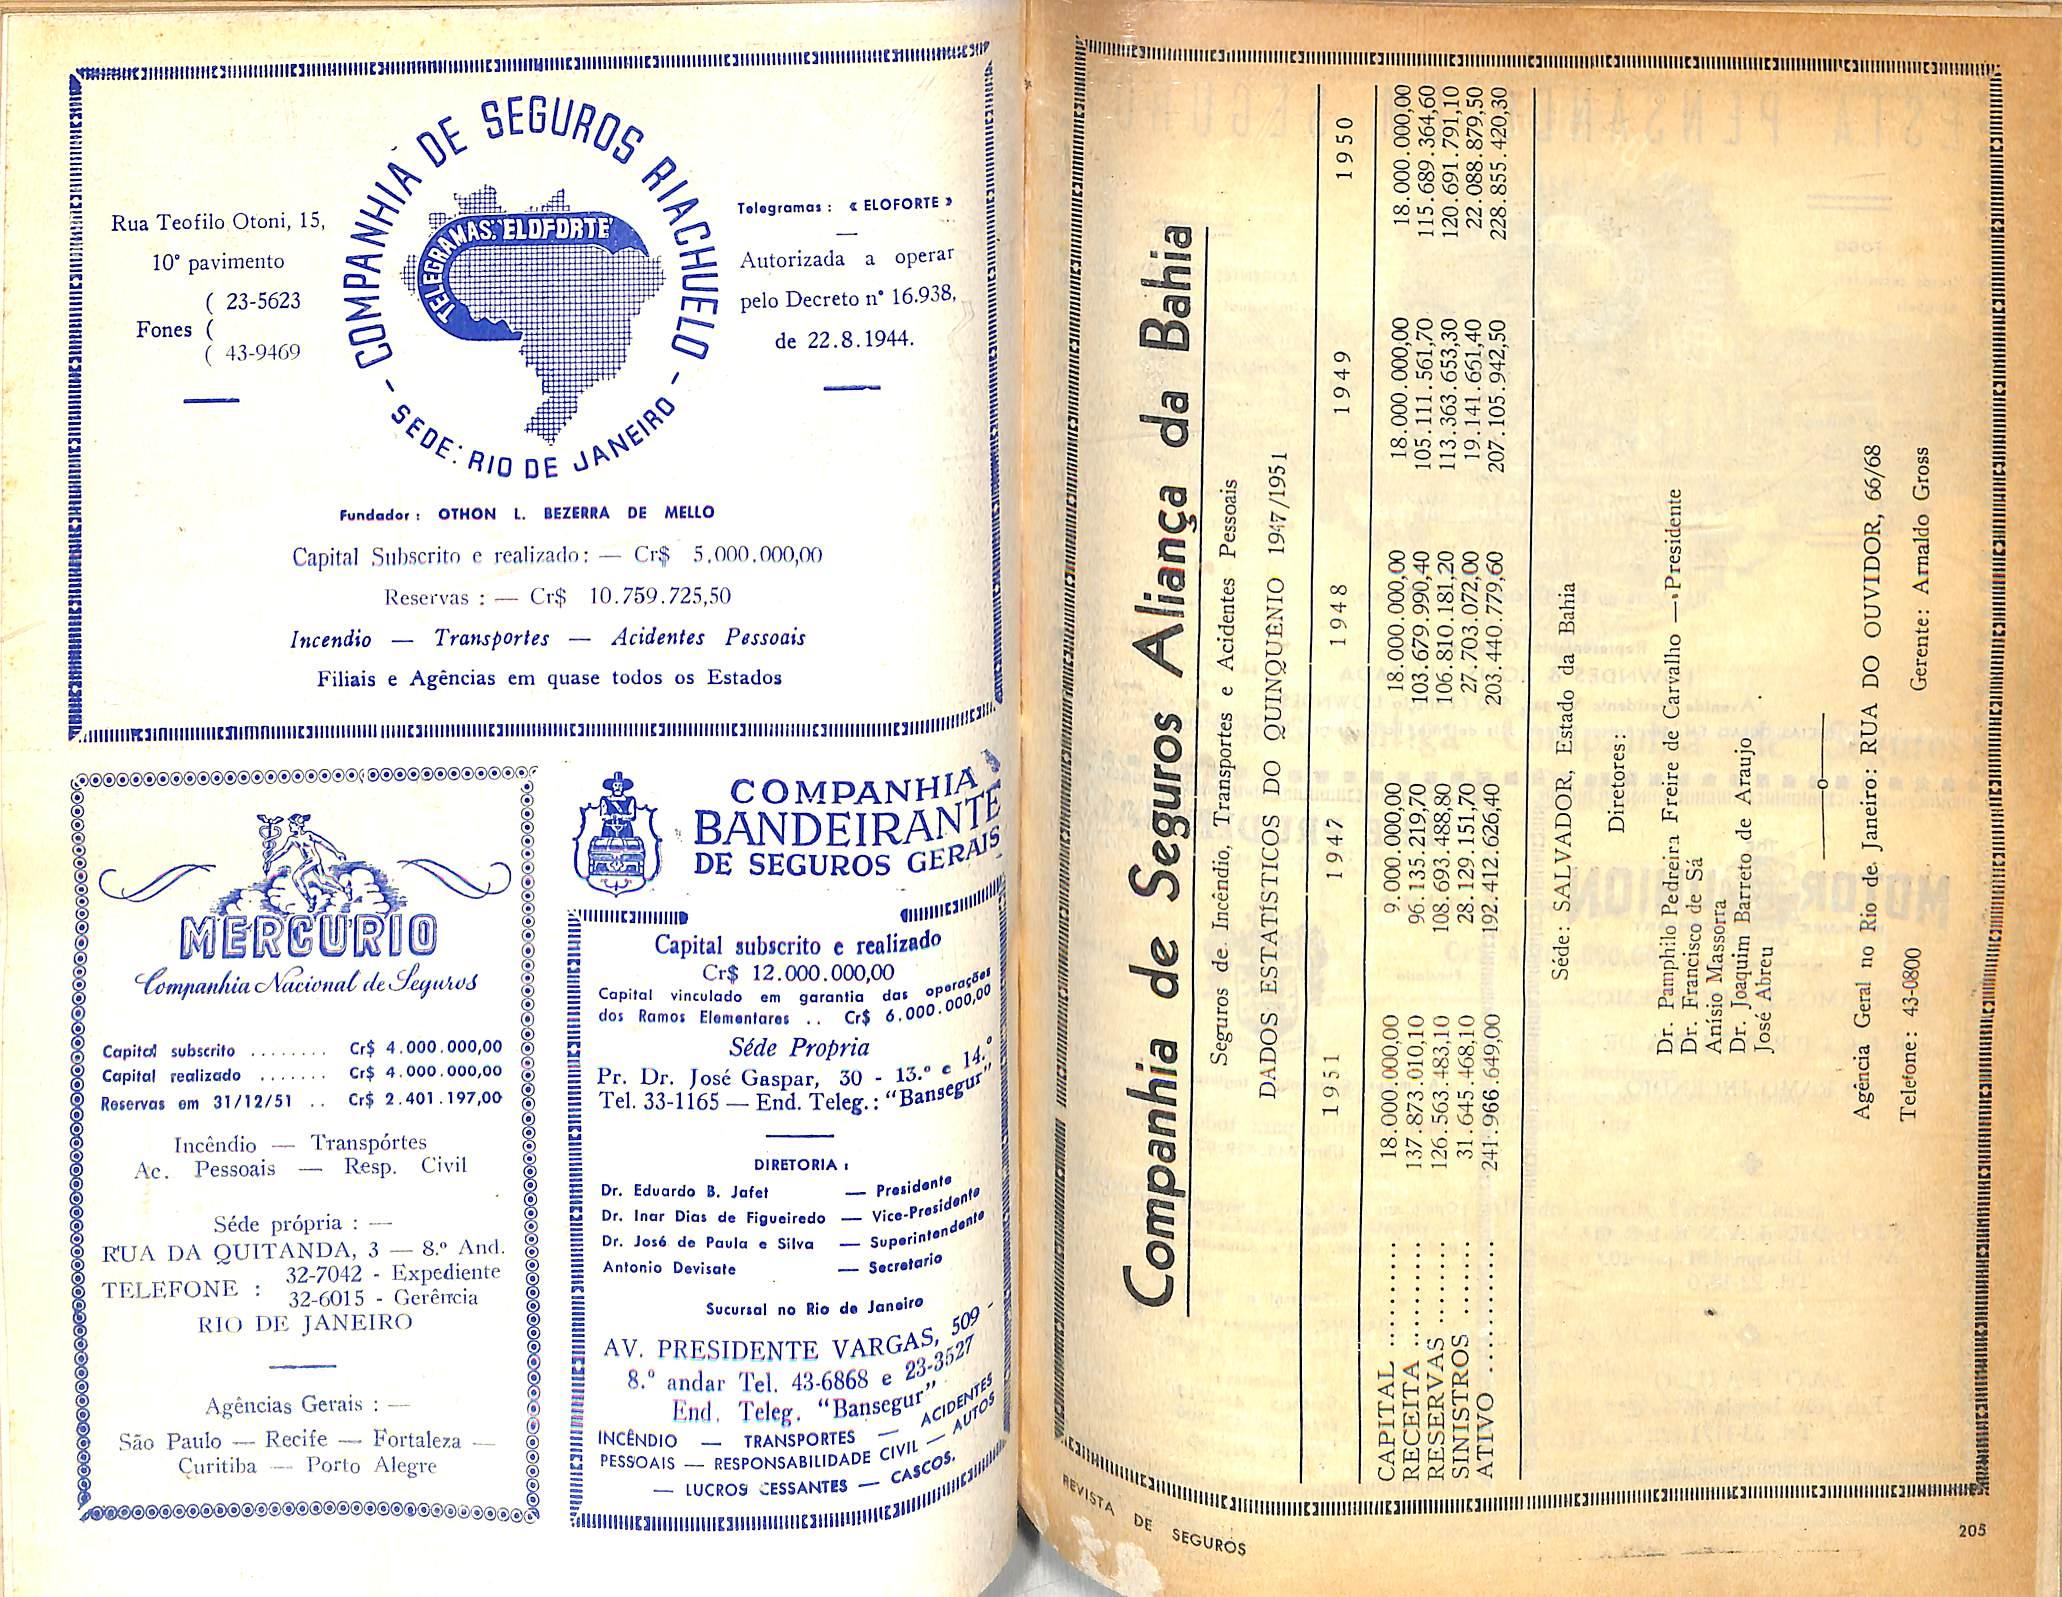 COMPANHIA DE SEGUROS RIACHUELO
- SEDE: RIO DE JANEIRO -
TELEGRAMAS: "ELOFORTE"
Rua Teofilo Otoni, 15,
10° pavimento
( 23-5623
Fones (
( 43-9469
Telegramas: « ELOFORTE »
Autorizada a operar
pelo Decreto n° 16.938,
de 22.8.1944.
Fundador: OTHON L. BEZERRA DE MELLO
Capital Subscrito e realizado: — Cr$ 5.000.000,00
Reservas : — Cr$ 10.759.725,50
Incendio — Transportes — Acidentes Pessoais
Filiais e Agências em quase todos os Estados
MERCURIO
Companhia Nacional de Seguros
Capital subscrito ........ Cr$ 4.000.000,00
Capital realizado ....... Cr$ 4.000.000,00
Reservas em 31/12/51 .. Cr$ 2.401.197,00
Incêndio — Transpórtes
Ac. Pessoais — Resp. Civil
Séde própria : —
RUA DA QUITANDA, 3 — 8.º And.
TELEFONE : 32-7042 - Expediente
32-6015 - Gerência
RIO DE JANEIRO
Agências Gerais : —
São Paulo — Recife — Fortaleza —
Curitiba — Porto Alegre
COMPANHIA
BANDEIRANTE
DE SEGUROS GERAIS
Capital subscrito e realizado
Cr$ 12.000.000,00
Capital vinculado em garantia das operações
dos Ramos Elementares .. Cr$ 6.000.000,00
Séde Propria
Pr. Dr. José Gaspar, 30 - 13.º e 14.º
Tel. 33-1165 — End. Teleg.: "Bansegur"
DIRETORIA :
Dr. Eduardo B. Jafet — Presidente
Dr. Inar Dias de Figueiredo — Vice-Presidente
Dr. José de Paula e Silva — Superintendente
Antonio Devisate — Secretario
Sucursal no Rio de Janeiro
AV. PRESIDENTE VARGAS, 509 -
8.º andar Tel. 43-6868 e 23-3527
End. Teleg. "Bansegur"
INCÊNDIO — TRANSPORTES — ACIDENTES
PESSOAIS — RESPONSABILIDADE CIVIL — AUTOS
— LUCROS CESSANTES — CASCOS.
Companhia de Seguros Aliança da Bahia
Seguros de Incêndio, Transportes e Acidentes Pessoais
DADOS ESTATÍSTICOS DO QUINQUÊNIO 1947/1951
1951 1947 1948 1949 1950
CAPITAL .......... 18.000.000,00 9.000.000,00 18.000.000,00 18.000.000,00 18.000.000,00
RECEITA .......... 137.873.010,10 96.135.219,70 103.679.990,40 105.111.561,70 115.689.364,60
RESERVAS ........ 126.563.483,10 108.693.488,80 106.810.181,20 113.363.653,30 120.691.791,10
SINISTROS ....... 31.645.468,10 28.129.151,70 27.703.072,00 19.141.661,40 22.088.879,50
ATIVO ............ 241.966.649,00 192.412.626,40 203.440.779,60 207.105.942,50 228.855.420,30
Séde: SALVADOR, Estado da Bahia
Diretores:
Dr. Pamphilo Pedreira Freire de Carvalho — Presidente
Dr. Francisco de Sá
Anísio Massorra
Dr. Joaquim Barreto de Araujo
José Abreu
Agência Geral no Rio de Janeiro: RUA DO OUVIDOR, 66/68
Telefone: 43-0800 Gerente: Arnaldo Gross
REVISTA DE SEGUROS
205